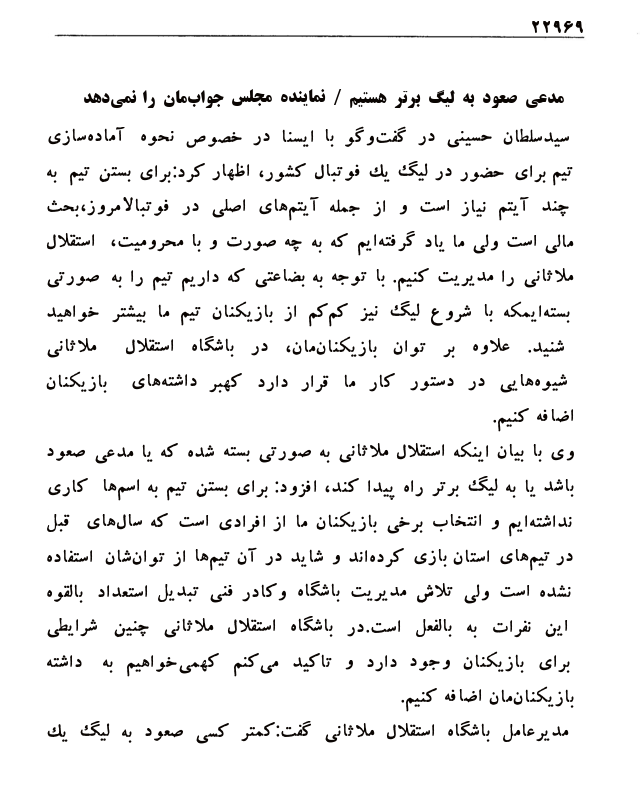 ۲۲۹۶۹
مدعی صعود به لیگ برتر هستیم / نماینده مجلس جواب‌مان را نمی‌دهد
سیدسلطان حسینی در گفت‌وگو با ایسنا در خصوص نحوه آماده‌سازی
تیم برای حضور در لیگ یك فوتبال کشور، اظهار کرد:برای بستن تیم به
چند آیتم نیاز است و از جمله آیتم‌های اصلی در فوتبالامروز،بحث
مالی است ولی ما یاد گرفته‌ایم که به چه صورت و با محرومیت، استقلال
ملاثانی را مدیریت کنیم. با توجه به بضاعتی که داریم تیم را به صورتی
بسته‌ایمکه با شروع لیگ نیز کم‌کم از بازیکنان تیم ما بیشتر خواهید
شنید. علاوه بر توان بازیکنان‌مان، در باشگاه استقلال ملاثانی
شیوه‌هایی در دستور کار ما قرار دارد کهبر داشته‌های بازیکنان
اضافه کنیم.
وی با بیان اینکه استقلال ملاثانی به صورتی بسته شده که یا مدعی صعود
باشد یا به لیگ برتر راه پیدا کند، افزود: برای بستن تیم به اسم‌ها کاری
نداشته‌ایم و انتخاب برخی بازیکنان ما از افرادی است که سال‌های قبل
در تیم‌های استان بازی کرده‌اند و شاید در آن تیم‌ها از توان‌شان استفاده
نشده است ولی تلاش مدیریت باشگاه وکادر فنی تبدیل استعداد بالقوه
این نفرات به بالفعل است.در باشگاه استقلال ملاثانی چنین شرایطی
برای بازیکنان وجود دارد و تاکید می‌کنم کهمی‌خواهیم به داشته
بازیکنان‌مان اضافه کنیم.
مدیرعامل باشگاه استقلال ملاثانی گفت:کمتر کسی صعود به لیگ یك